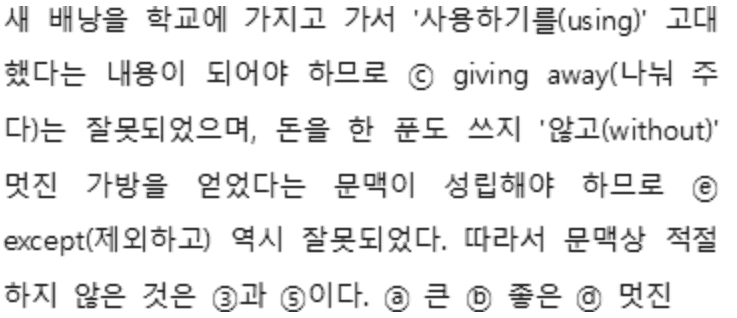 새 배낭을 학교에 가지고 가서 '사용하기를(using)' 고대
했다는 내용이 되어야 하므로 ⓒ giving away(나눠 주
다)는 잘못되었으며, 돈을 한 푼도 쓰지 '않고(without)'
멋진 가방을 얻었다는 문맥이 성립해야 하므로 ⓔ
except(제외하고) 역시 잘못되었다. 따라서 문맥상 적절
하지 않은 것은 ③과 ⑤이다. ⓐ 큰 ⓑ 좋은 ⓓ 멋진